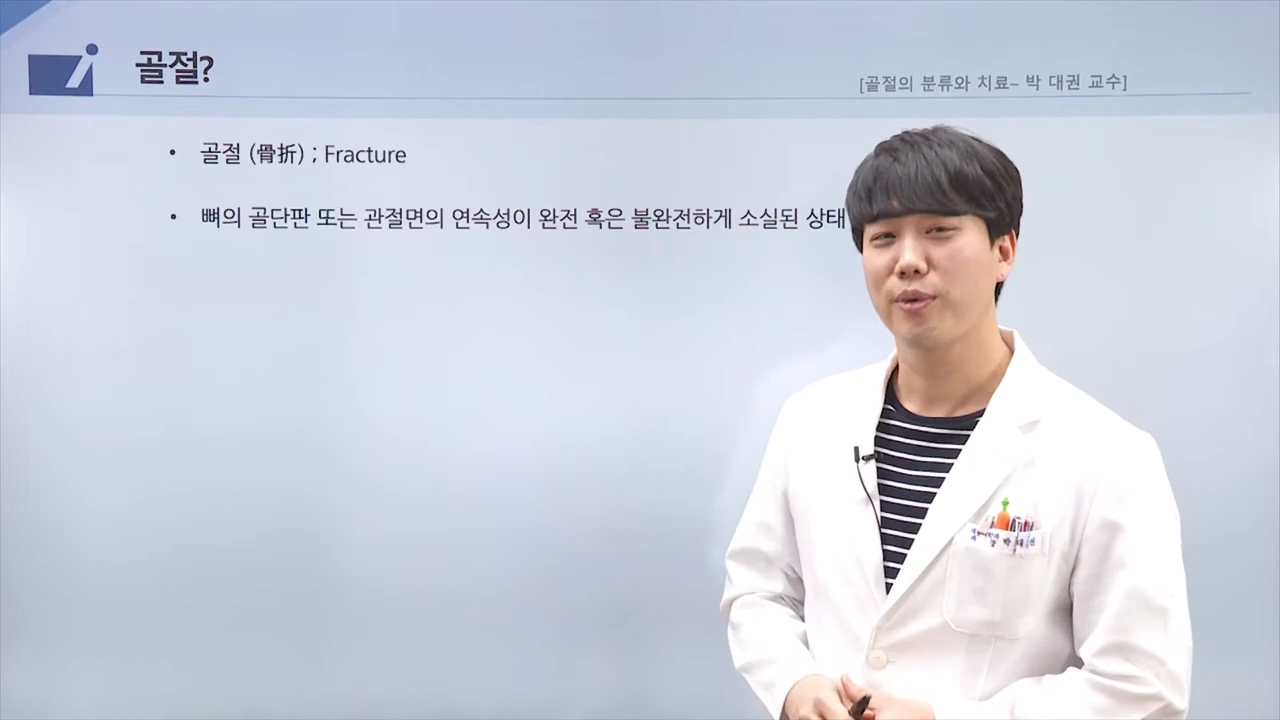 골절?
[골절의 분류와 치료– 박 대권 교수]
• 골절 (骨折) ; Fracture
• 뼈의 골단판 또는 관절면의 연속성이 완전 혹은 불완전하게 소실된 상태